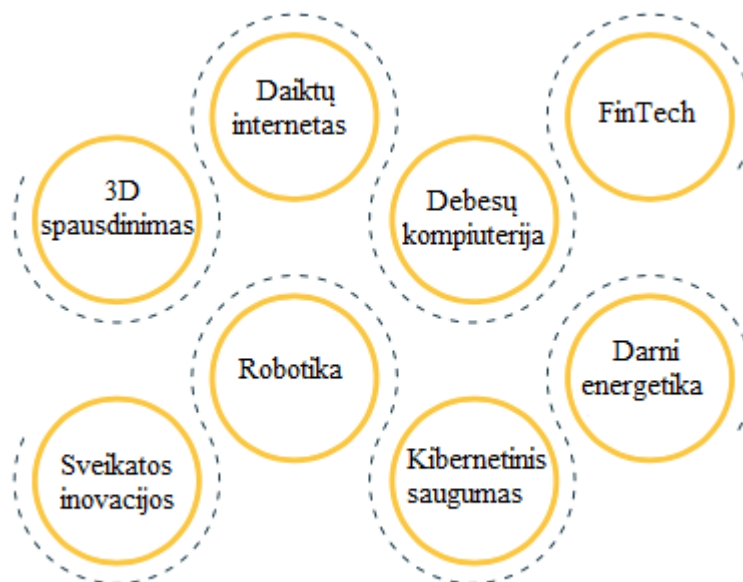 Daiktų
internetas
FinTech
3D
spausdinimas
Debesų
kompiuterija
Robotika
Darni
energetika
Sveikatos
inovacijos
Kibernetinis
saugumas